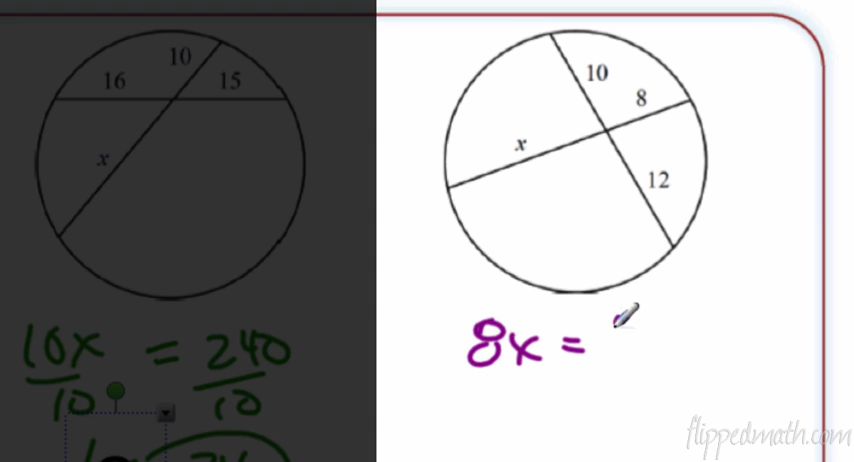 10
16 15
x
10x = 240
10 10
10
8
x
12
8x =
flippedmath.com